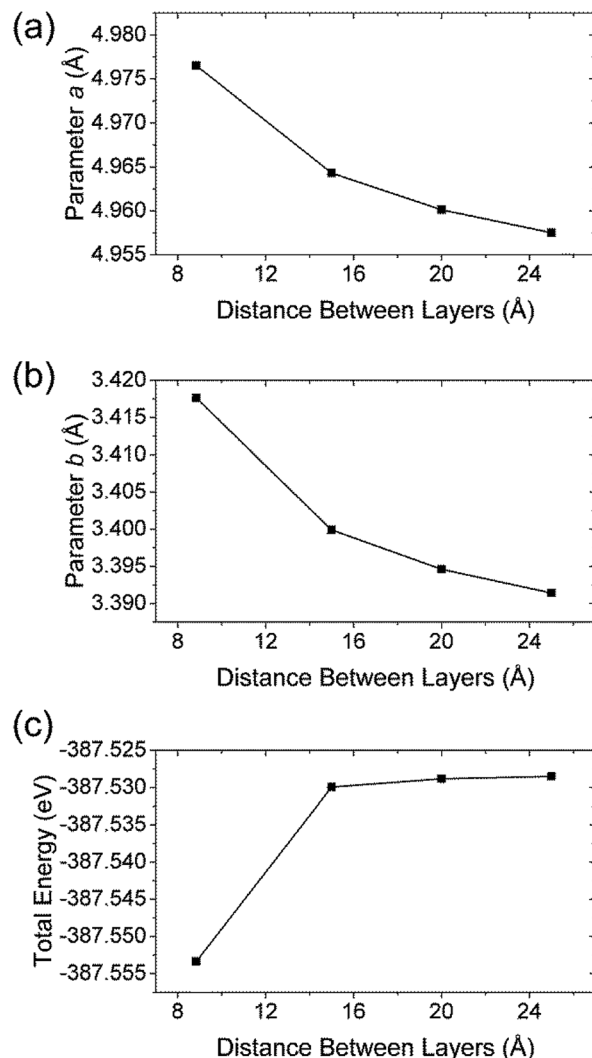 (a)
4.980
4.975
4.970
4.965
4.960
4.955
Parameter a (Å)
8 12 16 20 24
Distance Between Layers (Å)
(b)
3.420
3.415
3.410
3.405
3.400
3.395
3.390
Parameter b (Å)
8 12 16 20 24
Distance Between Layers (Å)
(c)
-387.525
-387.530
-387.535
-387.540
-387.545
-387.550
-387.555
Total Energy (eV)
8 12 16 20 24
Distance Between Layers (Å)